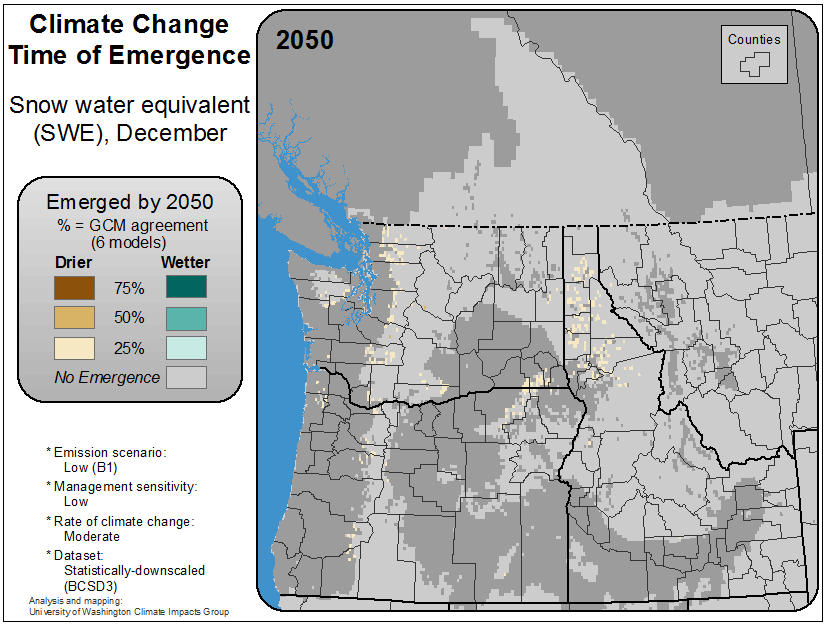 Climate Change
Time of Emergence
Snow water equivalent
(SWE), December
Emerged by 2050
% = GCM agreement
(6 models)
Drier Wetter
75%
50%
25%
No Emergence
* Emission scenario:
Low (B1)
* Management sensitivity:
Low
* Rate of climate change:
Moderate
* Dataset:
Statistically-downscaled
(BCSD3)
Analysis and mapping:
University of Washington Climate Impacts Group
2050
Counties